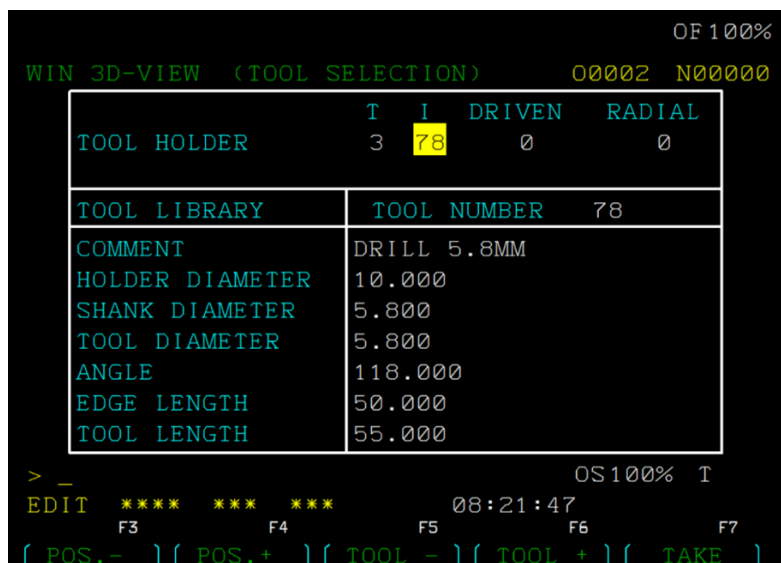 OF100%
WIN 3D-VIEW (TOOL SELECTION) O0002 N00000
T I DRIVEN RADIAL
TOOL HOLDER 3 78 0 0
TOOL LIBRARY TOOL NUMBER 78
COMMENT DRILL 5.8MM
HOLDER DIAMETER 10.000
SHANK DIAMETER 5.800
TOOL DIAMETER 5.800
ANGLE 118.000
EDGE LENGTH 50.000
TOOL LENGTH 55.000
> _ OS100% T
EDIT **** *** *** 08:21:47
F3 F4 F5 F6 F7
( POS.- )( POS.+ )( TOOL - )( TOOL + )( TAKE )